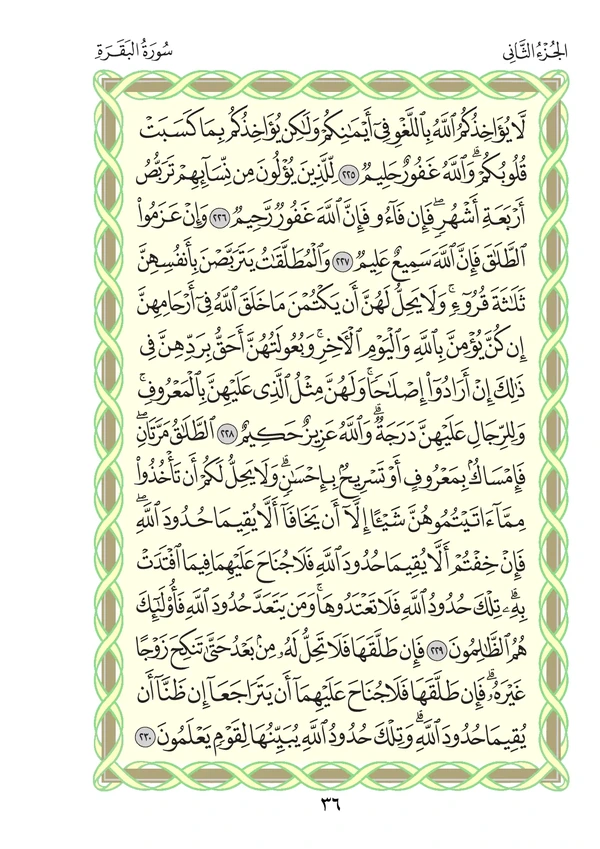 الجُزْءُ الثَّانِي
سُورَةُ البَقَرَةِ
لَّا يُؤَاخِذُكُمُ ٱللَّهُ بِٱللَّغْوِ فِىٓ أَيْمَٰنِكُمْ وَلَٰكِن يُؤَاخِذُكُم بِمَا كَسَبَتْ
قُلُوبُكُمْ ۗ وَٱللَّهُ غَفُورٌ حَلِيمٌ ٢٢٥ لِّلَّذِينَ يُؤْلُونَ مِن نِّسَآئِهِمْ تَرَبُّصُ
أَرْبَعَةِ أَشْهُرٍ ۖ فَإِن فَآءُو فَإِنَّ ٱللَّهَ غَفُورٌ رَّحِيمٌ ٢٢٦ وَإِنْ عَزَمُوا۟
ٱلطَّلَٰقَ فَإِنَّ ٱللَّهَ سَمِيعٌ عَلِيمٌ ٢٢٧ وَٱلْمُطَلَّقَٰتُ يَتَرَبَّصْنَ بِأَنفُسِهِنَّ
ثَلَٰثَةَ قُرُوٓءٍ ۚ وَلَا يَحِلُّ لَهُنَّ أَن يَكْتُمْنَ مَا خَلَقَ ٱللَّهُ فِىٓ أَرْحَامِهِنَّ
إِن كُنَّ يُؤْمِنَّ بِٱللَّهِ وَٱلْيَوْمِ ٱلْءَاخِرِ ۚ وَبُعُولَتُهُنَّ أَحَقُّ بِرَدِّهِنَّ فِى
ذَٰلِكَ إِنْ أَرَادُوٓا۟ إِصْلَٰحًا ۚ وَلَهُنَّ مِثْلُ ٱلَّذِى عَلَيْهِنَّ بِٱلْمَعْرُوفِ ۚ
وَلِلرِّجَالِ عَلَيْهِنَّ دَرَجَةٌ ۗ وَٱللَّهُ عَزِيزٌ حَكِيمٌ ٢٢٨ ٱلطَّلَٰقُ مَرَّتَانِ ۖ
فَإِمْسَاكٌۢ بِمَعْرُوفٍ أَوْ تَسْرِيحٌۢ بِإِحْسَٰنٍ ۗ وَلَا يَحِلُّ لَكُمْ أَن تَأْخُذُوا۟
مِمَّآ ءَاتَيْتُمُوهُنَّ شَيْـًٔا إِلَّآ أَن يَخَافَآ أَلَّا يُقِيمَا حُدُودَ ٱللَّهِ ۖ
فَإِنْ خِفْتُمْ أَلَّا يُقِيمَا حُدُودَ ٱللَّهِ فَلَا جُنَاحَ عَلَيْهِمَا فِيمَا ٱفْتَدَتْ
بِهِۦ ۗ تِلْكَ حُدُودُ ٱللَّهِ فَلَا تَعْتَدُوهَا ۚ وَمَن يَتَعَدَّ حُدُودَ ٱللَّهِ فَأُو۟لَٰٓئِكَ
هُمُ ٱلظَّٰلِمُونَ ٢٢٩ فَإِن طَلَّقَهَا فَلَا تَحِلُّ لَهُۥ مِنۢ بَعْدُ حَتَّىٰ تَنكِحَ زَوْجًا
غَيْرَهُۥ ۗ فَإِن طَلَّقَهَا فَلَا جُنَاحَ عَلَيْهِمَآ أَن يَتَرَاجَعَآ إِن ظَنَّآ أَن
يُقِيمَا حُدُودَ ٱللَّهِ ۗ وَتِلْكَ حُدُودُ ٱللَّهِ يُبَيِّنُهَا لِقَوْمٍ يَعْلَمُونَ ٢٣٠
٣٦